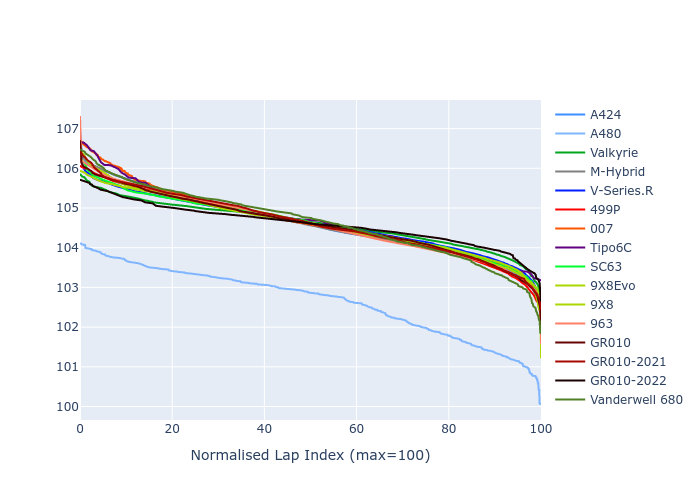 107
106
105
104
103
102
101
100
0
20
40
60
80
100
Normalised Lap Index (max=100)
A424
A480
Valkyrie
M-Hybrid
V-Series.R
499P
007
Tipo6C
SC63
9X8Evo
9X8
963
GR010
GR010-2021
GR010-2022
Vanderwell 680